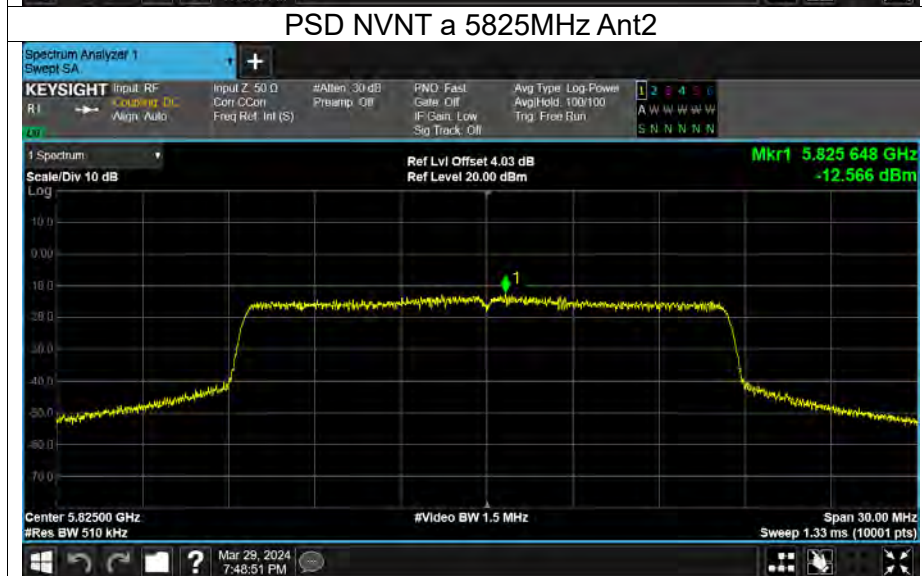 PSD NVNT a 5825MHz Ant2
Spectrum Analyzer 1
Swept SA
+
KEYSIGHT Input: RF
Coupling: DC
Align: Auto
Input Z: 50 Ω
Corr CCorr
Freq Ref: Int (S)
#Atten: 30 dB
Preamp: Off
PNO: Fast
Gate: Off
IF Gain: Low
Sig Track: Off
Avg Type: Log-Power
Avg|Hold: 100/100
Trig: Free Run
1 2 3 4 5 6
A W W W W W
S N N N N N
1 Spectrum
Scale/Div 10 dB
Log
Ref Lvl Offset 4.03 dB
Ref Level 20.00 dBm
Mkr1 5.825 648 GHz
-12.566 dBm
10.0
0.00
-10.0
-20.0
-30.0
-40.0
-50.0
-60.0
-70.0
1
Center 5.82500 GHz
#Res BW 510 kHz
#Video BW 1.5 MHz
Span 30.00 MHz
Sweep 1.33 ms (10001 pts)
?
Mar 29, 2024
7:48:51 PM